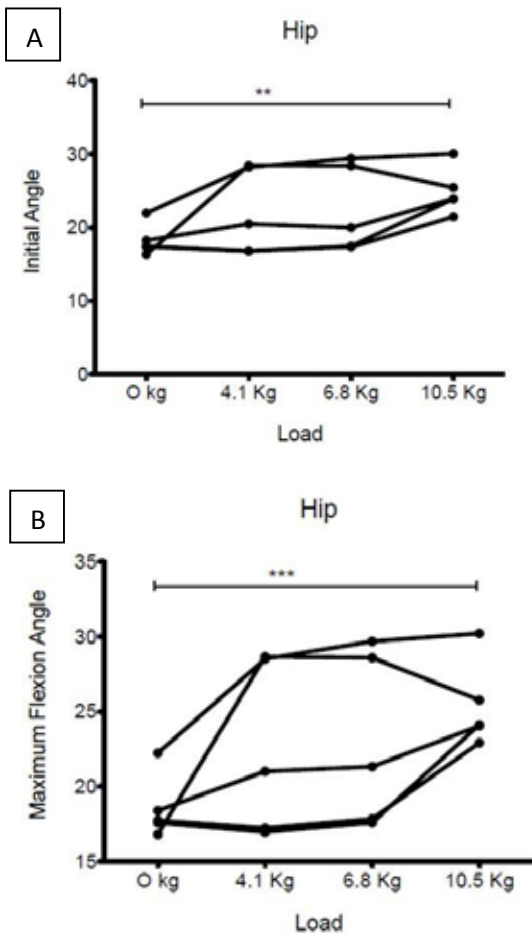 A
Hip
**
40
30
20
10
0
Initial Angle
O kg
4.1 Kg
6.8 Kg
10.5 Kg
Load
B
Hip
***
35
30
25
20
15
Maximum Flexion Angle
O kg
4.1 Kg
6.8 Kg
10.5 Kg
Load